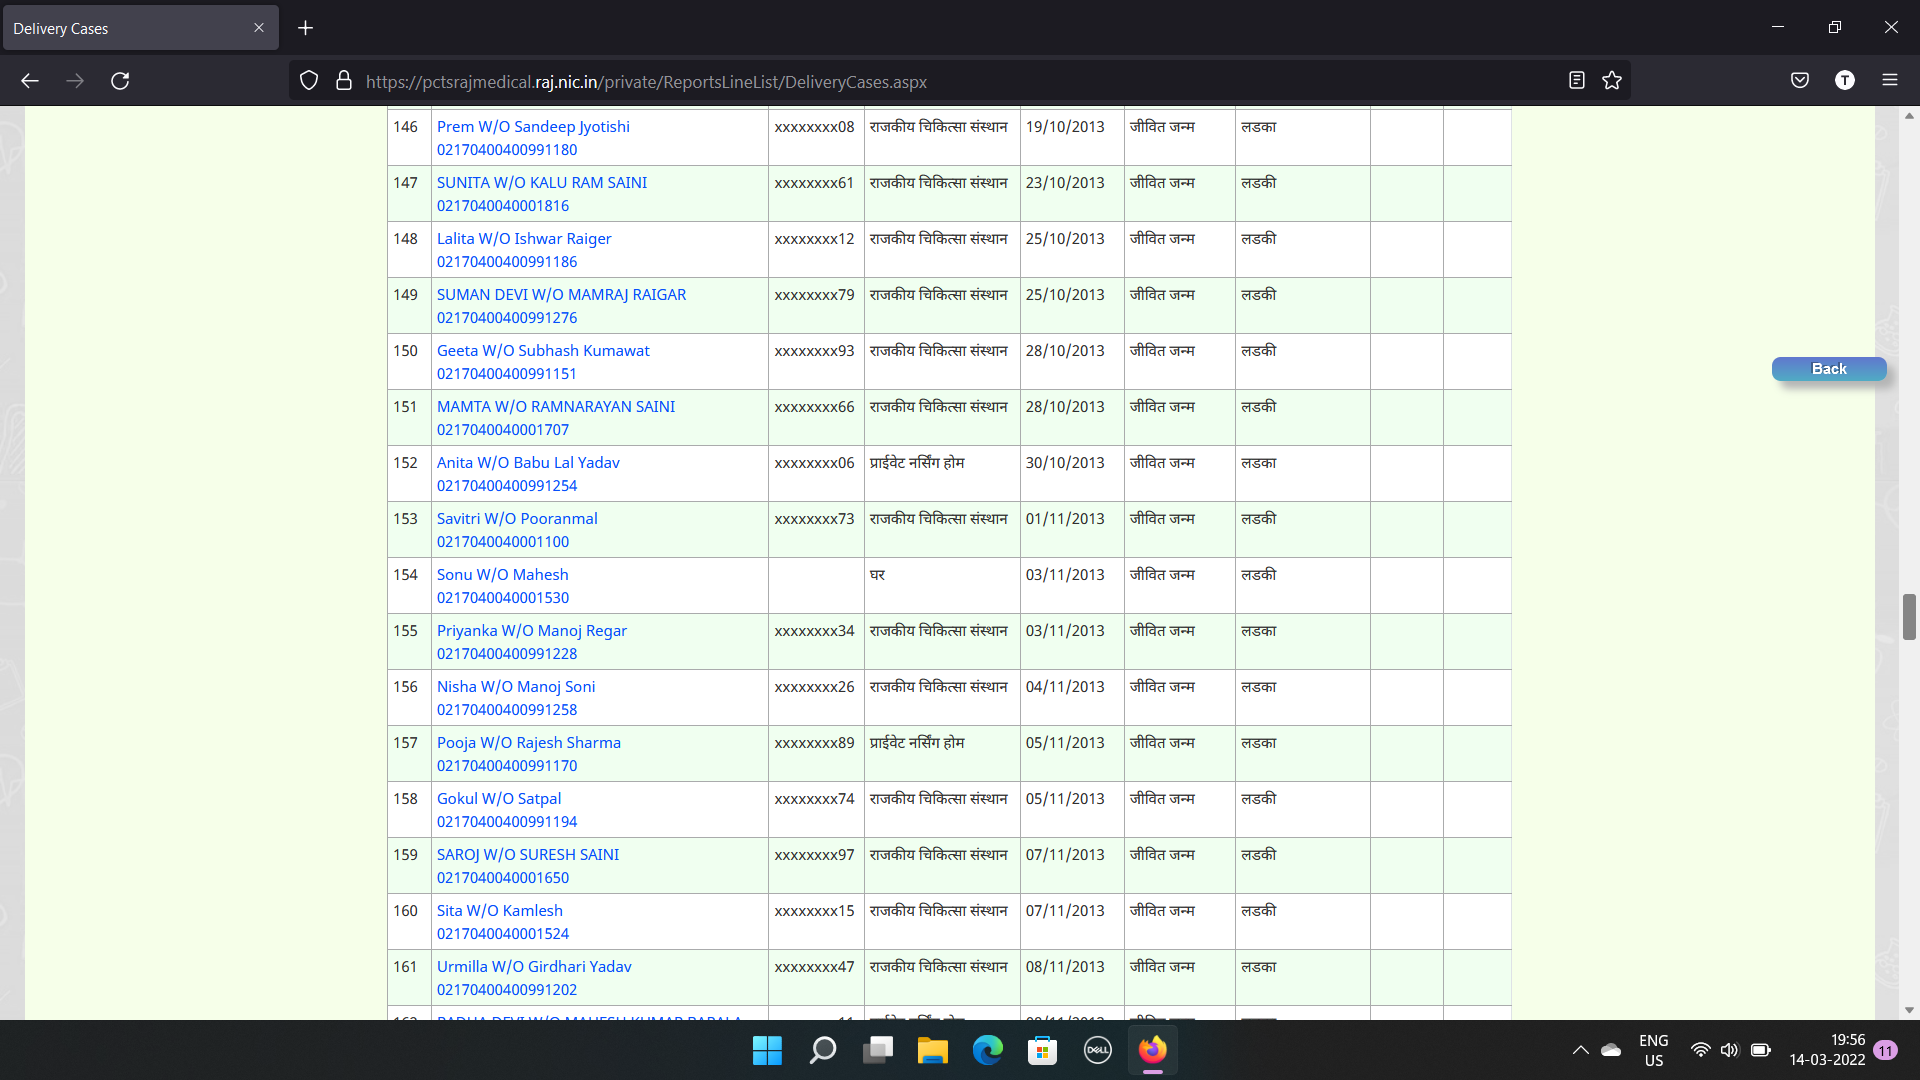 Delivery Cases
https://pctsrajmedical.raj.nic.in/private/ReportsLineList/DeliveryCases.aspx
T
146 Prem W/O Sandeep Jyotishi xxxxxxxx08 राजकीय चिकित्सा संस्थान 19/10/2013 जीवित जन्म लडका
02170400400991180
147 SUNITA W/O KALU RAM SAINI xxxxxxxx61 राजकीय चिकित्सा संस्थान 23/10/2013 जीवित जन्म लडकी
0217040040001816
148 Lalita W/O Ishwar Raiger xxxxxxxx12 राजकीय चिकित्सा संस्थान 25/10/2013 जीवित जन्म लडकी
02170400400991186
149 SUMAN DEVI W/O MAMRAJ RAIGAR xxxxxxxx79 राजकीय चिकित्सा संस्थान 25/10/2013 जीवित जन्म लडकी
02170400400991276
150 Geeta W/O Subhash Kumawat xxxxxxxx93 राजकीय चिकित्सा संस्थान 28/10/2013 जीवित जन्म लडकी
02170400400991151
Back
151 MAMTA W/O RAMNARAYAN SAINI xxxxxxxx66 राजकीय चिकित्सा संस्थान 28/10/2013 जीवित जन्म लडकी
0217040040001707
152 Anita W/O Babu Lal Yadav xxxxxxxx06 प्राईवेट नर्सिंग होम 30/10/2013 जीवित जन्म लडका
02170400400991254
153 Savitri W/O Pooranmal xxxxxxxx73 राजकीय चिकित्सा संस्थान 01/11/2013 जीवित जन्म लडकी
0217040040001100
154 Sonu W/O Mahesh घर 03/11/2013 जीवित जन्म लडकी
0217040040001530
155 Priyanka W/O Manoj Regar xxxxxxxx34 राजकीय चिकित्सा संस्थान 03/11/2013 जीवित जन्म लडका
02170400400991228
156 Nisha W/O Manoj Soni xxxxxxxx26 राजकीय चिकित्सा संस्थान 04/11/2013 जीवित जन्म लडका
02170400400991258
157 Pooja W/O Rajesh Sharma xxxxxxxx89 प्राईवेट नर्सिंग होम 05/11/2013 जीवित जन्म लडका
02170400400991170
158 Gokul W/O Satpal xxxxxxxx74 राजकीय चिकित्सा संस्थान 05/11/2013 जीवित जन्म लडकी
02170400400991194
159 SAROJ W/O SURESH SAINI xxxxxxxx97 राजकीय चिकित्सा संस्थान 07/11/2013 जीवित जन्म लडकी
0217040040001650
160 Sita W/O Kamlesh xxxxxxxx15 राजकीय चिकित्सा संस्थान 07/11/2013 जीवित जन्म लडकी
0217040040001524
161 Urmilla W/O Girdhari Yadav xxxxxxxx47 राजकीय चिकित्सा संस्थान 08/11/2013 जीवित जन्म लडका
02170400400991202
DELL
ENG
US
19:56
14-03-2022
11